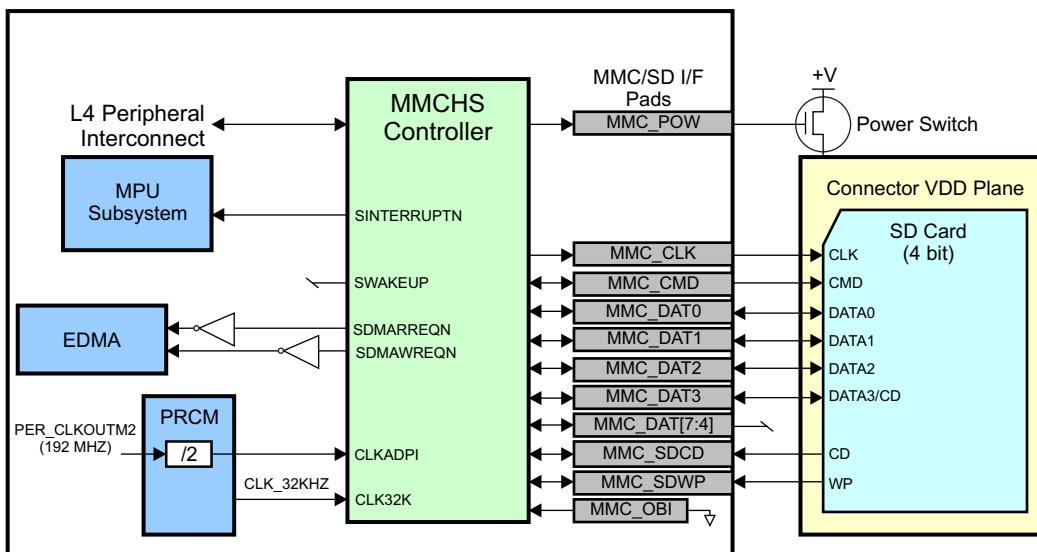 L4 Peripheral
Interconnect
MPU
Subsystem
EDMA
PRCM
PER_CLKOUTM2
(192 MHZ)
/2
CLK_32KHZ
MMCHS
Controller
SINTERRUPTN
SWAKEUP
SDMARREQN
SDMAWREQN
CLKADPI
CLK32K
MMC/SD I/F
Pads
MMC_POW
MMC_CLK
MMC_CMD
MMC_DAT0
MMC_DAT1
MMC_DAT2
MMC_DAT3
MMC_DAT[7:4]
MMC_SDCD
MMC_SDWP
MMC_OBI
+V
Power Switch
Connector VDD Plane
SD Card
(4 bit)
CLK
CMD
DATA0
DATA1
DATA2
DATA3/CD
CD
WP